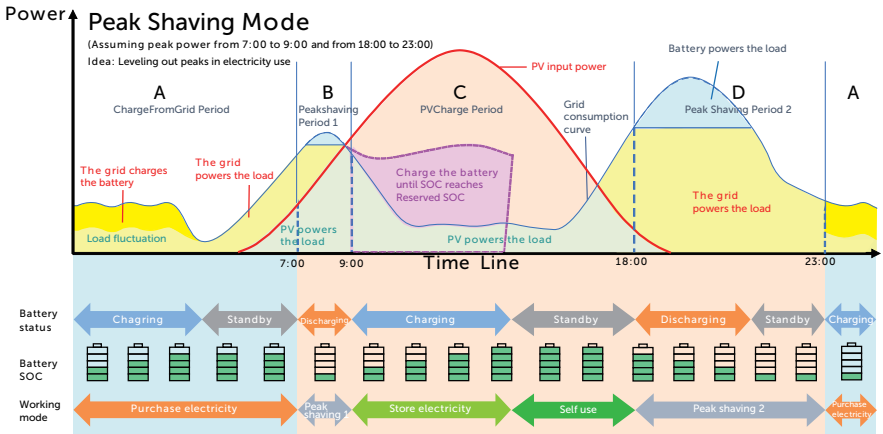 Power
Peak Shaving Mode
(Assuming peak power from 7:00 to 9:00 and from 18:00 to 23:00)
Idea: Leveling out peaks in electricity use
A
ChargeFromGrid Period
B
Peakshaving
Period 1
C
PVCharge Period
PV input power
Grid
consumption
curve
Battery powers the load
D
Peak Shaving Period 2
A
The grid charges
the battery
The grid
powers the load
Load fluctuation
PV powers
the load
Charge the battery
until SOC reaches
Reserved SOC
PV powers the load
The grid
powers the load
7:00
9:00
Time Line
18:00
23:00
Battery
status
Chagring
Standby
Discharging
Charging
Standby
Discharging
Standby
Charging
Battery
SOC
Working
mode
Purchase electricity
Peak
shaving 1
Store electricity
Self use
Peak shaving 2
Purchase
electricity